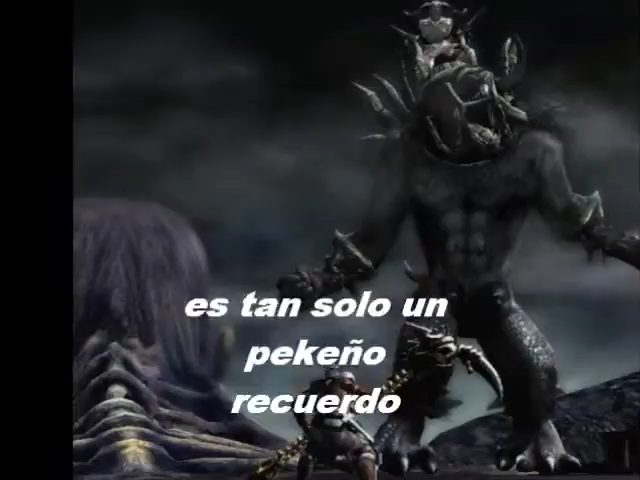 es tan solo un
pekeño
recuerdo